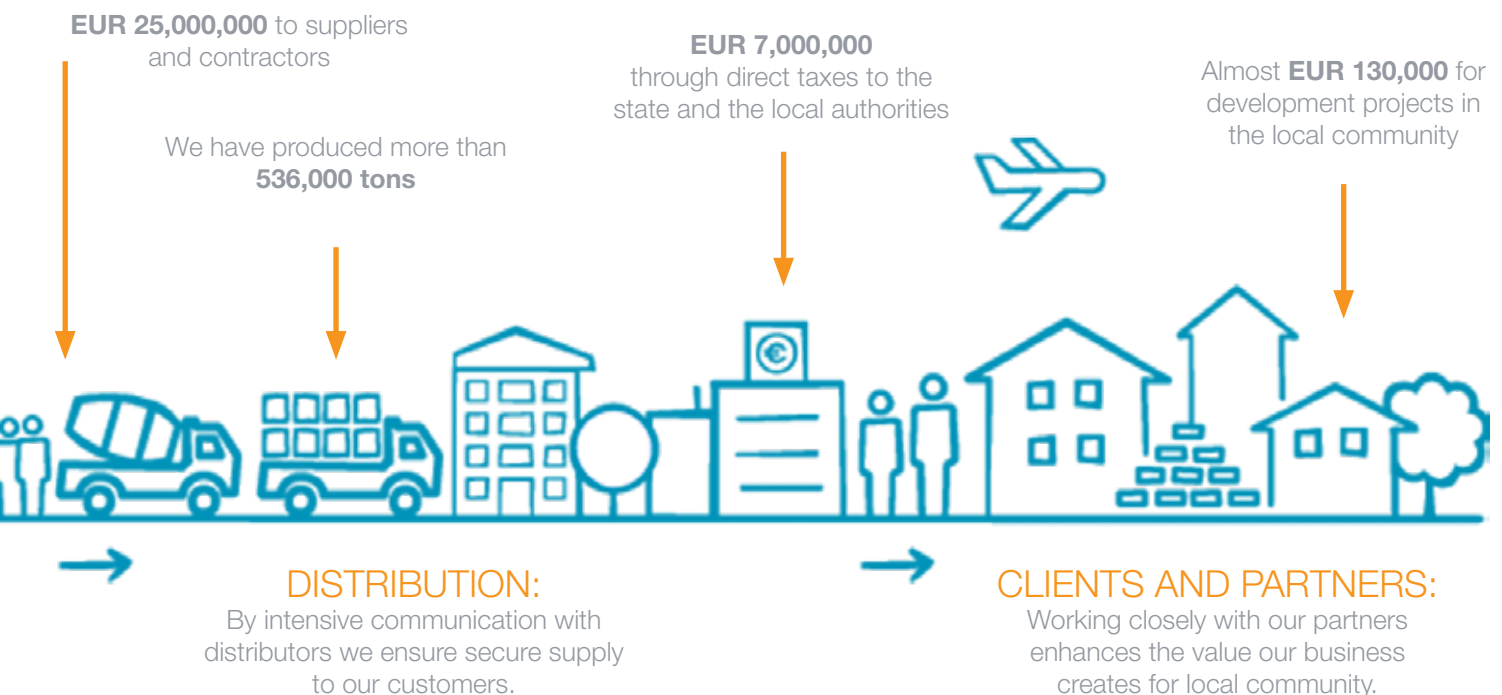 EUR 25,000,000 to suppliers
and contractors
We have produced more than
536,000 tons
EUR 7,000,000
through direct taxes to the
state and the local authorities
Almost EUR 130,000 for
development projects in
the local community
€
DISTRIBUTION:
By intensive communication with
distributors we ensure secure supply
to our customers.
CLIENTS AND PARTNERS:
Working closely with our partners
enhances the value our business
creates for local community.